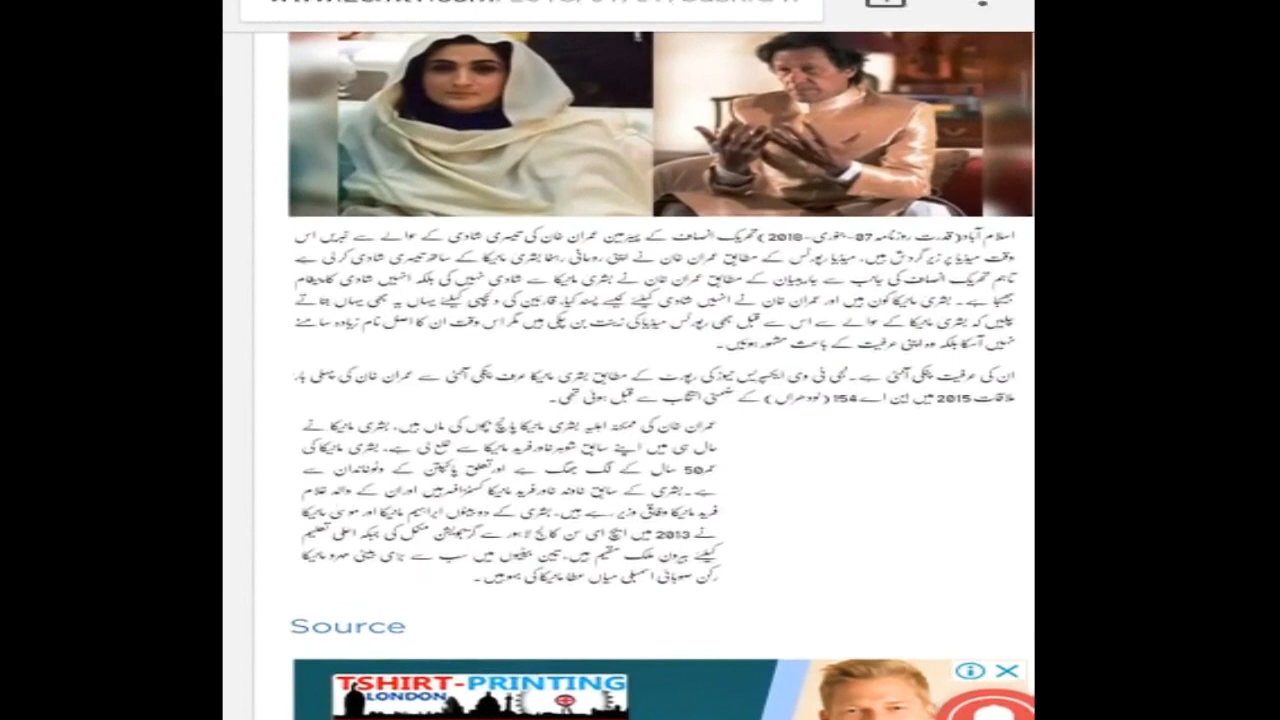 اسلام آباد(قدرت روزنامہ 07-جنوری-2018)تحریک انصاف کے چیئرمین عمران خان کی تیسری شادی کے حوالے سے خبریں اس
وقت میڈیا پر زیر گردش ہیں۔ میڈیا رپورٹس کے مطابق عمران خان نے اپنی روحانی رہنما بشری مانیکا کے ساتھ تیسری شادی کرلی ہے
تاہم تحریک انصاف کی جانب سے جاری بیان کے مطابق عمران خان نے بشری مانیکا سے شادی نہیں کی بلکہ انہیں شادی کا پیغام
بھیجا ہے۔ بشری مانیکا کون ہیں اور عمران خان نے انہیں شادی کیلئے کیسے پسند کیا، قارئین کی دلچسپی کیلئے یہاں یہ بھی یہاں بتاتے
چلیں کہ بشری مانیکا کے حوالے سے اس سے قبل بھی رپورٹس میڈیا کی زینت بن چکی ہیں مگر اس وقت ان کا اصل نام زیادہ سامنے
نہیں آسکا بلکہ وہ اپنی عرفیت کے باعث مشہور ہوئیں۔
ان کی عرفیت پنکی آنٹی ہے۔نجی ٹی وی ایکسپریس نیوز کی رپورٹ کے مطابق بشری مانیکا عرف پنکی آنٹی سے عمران خان کی پہلی بار
ملاقات 2015 میں این اے 154 (لودھراں) کے ضمنی انتخاب سے قبل ہوئی تھی۔
عمران خان کی ممکنہ اہلیہ بشری مانیکا پانچ بچوں کی ماں ہیں۔ بشری مانیکا نے
حال ہی میں اپنے سابق شوہر خاور فرید مانیکا سے خلع لی ہے۔ بشری مانیکا کی
عمر 50 سال کے لگ بھگ ہے اور تعلق پاکپتن کے وٹو خاندان سے
ہے۔بشری کے سابق خاوند خاور فرید مانیکا کسٹمز افسر ہیں اور ان کے والد غلام
فرید مانیکا وفاقی وزیر رہے ہیں۔ بشری کے دو بیٹوں ابراہیم مانیکا اور موسی مانیکا
نے 2013 میں ایچ ای سن کالج لاہور سے گریجویشن مکمل کی جبکہ اعلی تعلیم
کیلئے بیرون ملک مقیم ہیں۔ تین بیٹیوں میں سب سے بڑی بیٹی مہرو مانیکا
رکن صوبائی اسمبلی میاں عطا مانیکا کی بہو ہیں۔
Source
TSHIRT-PRINTING
LONDON